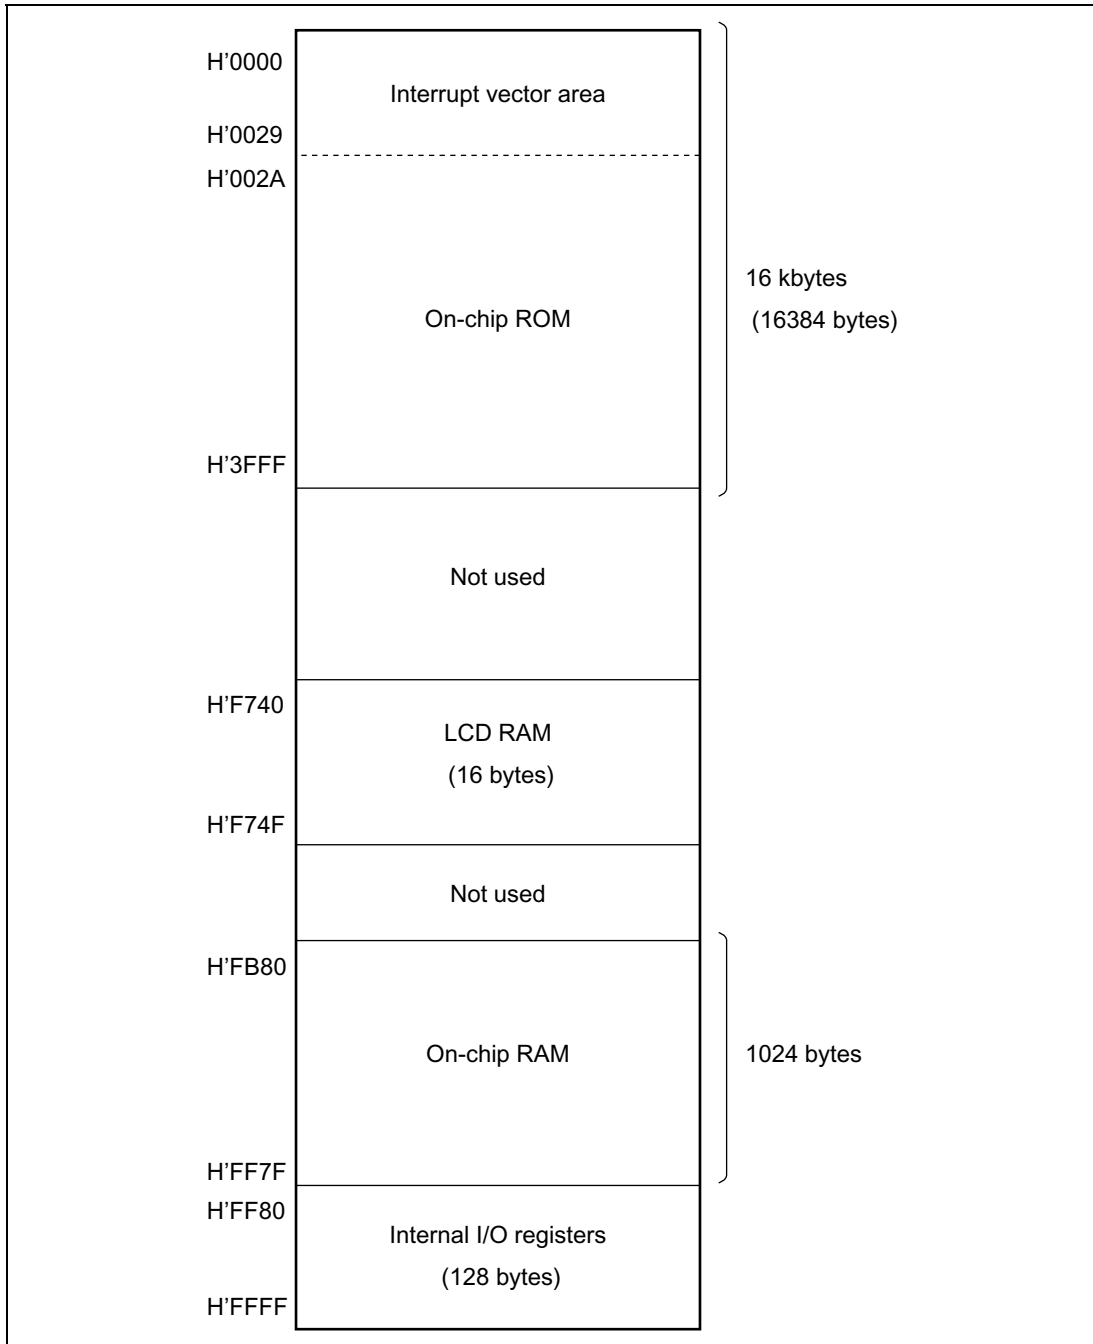 H'0000
Interrupt vector area
H'0029
H'002A
16 kbytes
On-chip ROM
(16384 bytes)
H'3FFF
Not used
H'F740
LCD RAM
(16 bytes)
H'F74F
Not used
H'FB80
On-chip RAM
1024 bytes
H'FF7F
H'FF80
Internal I/O registers
(128 bytes)
H'FFFF